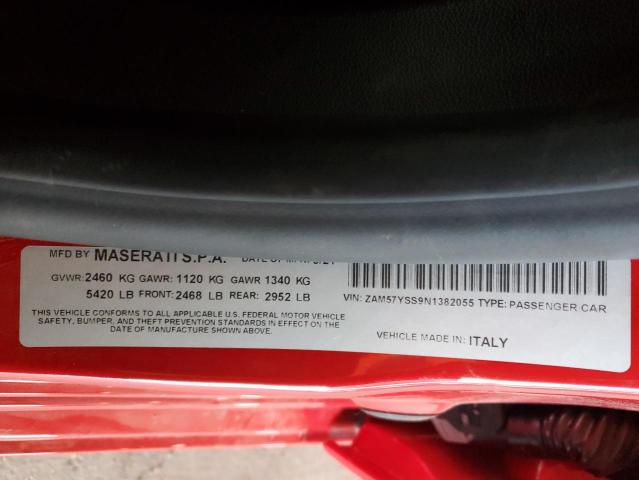 MFD BY MASERATI S.P.A.
GVWR: 2460 KG GAWR: 1120 KG GAWR 1340 KG
5420 LB FRONT: 2468 LB REAR: 2952 LB
THIS VEHICLE CONFORMS TO ALL APPLICABLE U.S. FEDERAL MOTOR VEHICLE
SAFETY, BUMPER, AND THEFT PREVENTION STANDARDS IN EFFECT ON THE
DATE OF MANUFACTURE SHOWN ABOVE.
VIN: ZAM57YSS9N1382055 TYPE: PASSENGER CAR
VEHICLE MADE IN: ITALY